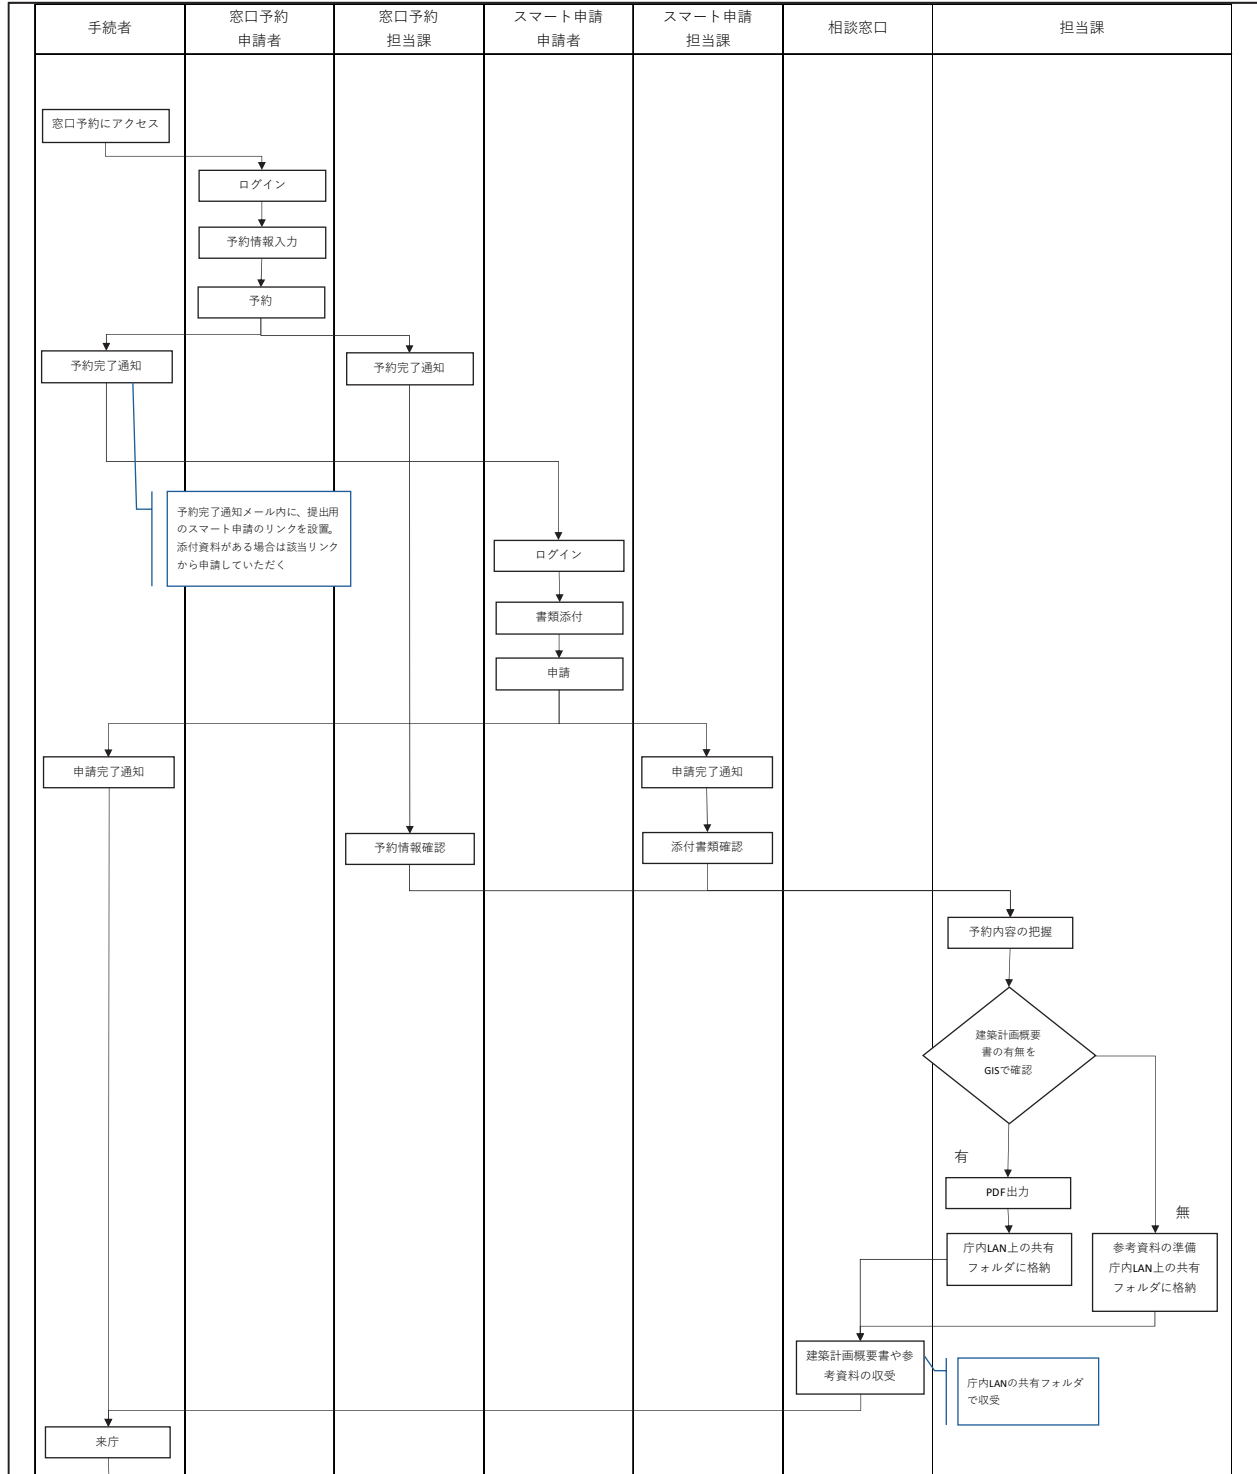 手続者
窓口予約
申請者
窓口予約
担当課
スマート申請
申請者
スマート申請
担当課
相談窓口
担当課
窓口予約にアクセス
ログイン
予約情報入力
予約
予約完了通知
予約完了通知
予約完了通知メール内に、提出用
のスマート申請のリンクを設置。
添付資料がある場合は該当リンク
から申請していただく
ログイン
書類添付
申請
申請完了通知
申請完了通知
予約情報確認
添付書類確認
予約内容の把握
建築計画概要
書の有無を
GISで確認
有
PDF出力
無
庁内LAN上の共有
フォルダに格納
参考資料の準備
庁内LAN上の共有
フォルダに格納
建築計画概要書や参
考資料の収受
庁内LANの共有フォルダ
で収受
来庁